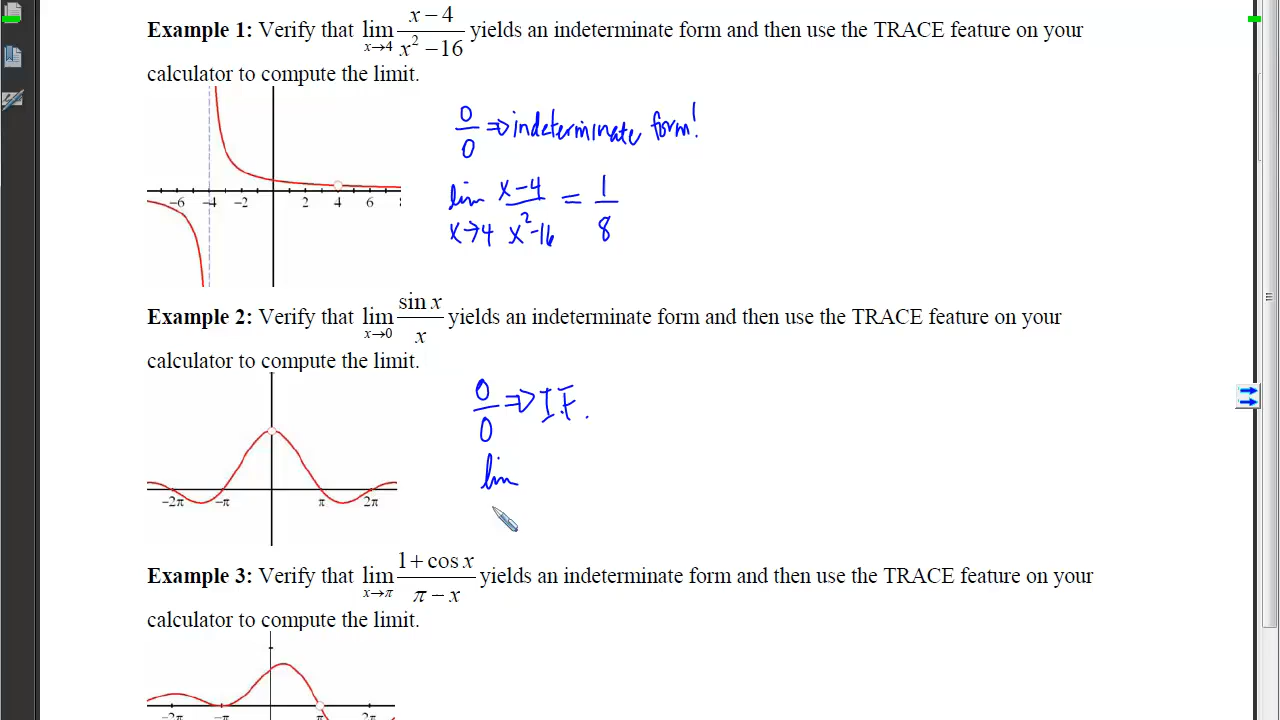 Example 1: Verify that lim x→4 (x − 4)/(x² − 16) yields an indeterminate form and then use the TRACE feature on your
calculator to compute the limit.
0/0 ⇒ indeterminate form!
lim x→4 (x−4)/(x²−16) = 1/8
-6 -4 -2 2 4 6
Example 2: Verify that lim x→0 (sin x)/x yields an indeterminate form and then use the TRACE feature on your
calculator to compute the limit.
0/0 ⇒ I.F.
lim
-2π -π π 2π
Example 3: Verify that lim x→π (1 + cos x)/(π − x) yields an indeterminate form and then use the TRACE feature on your
calculator to compute the limit.
-2π -π π 2π